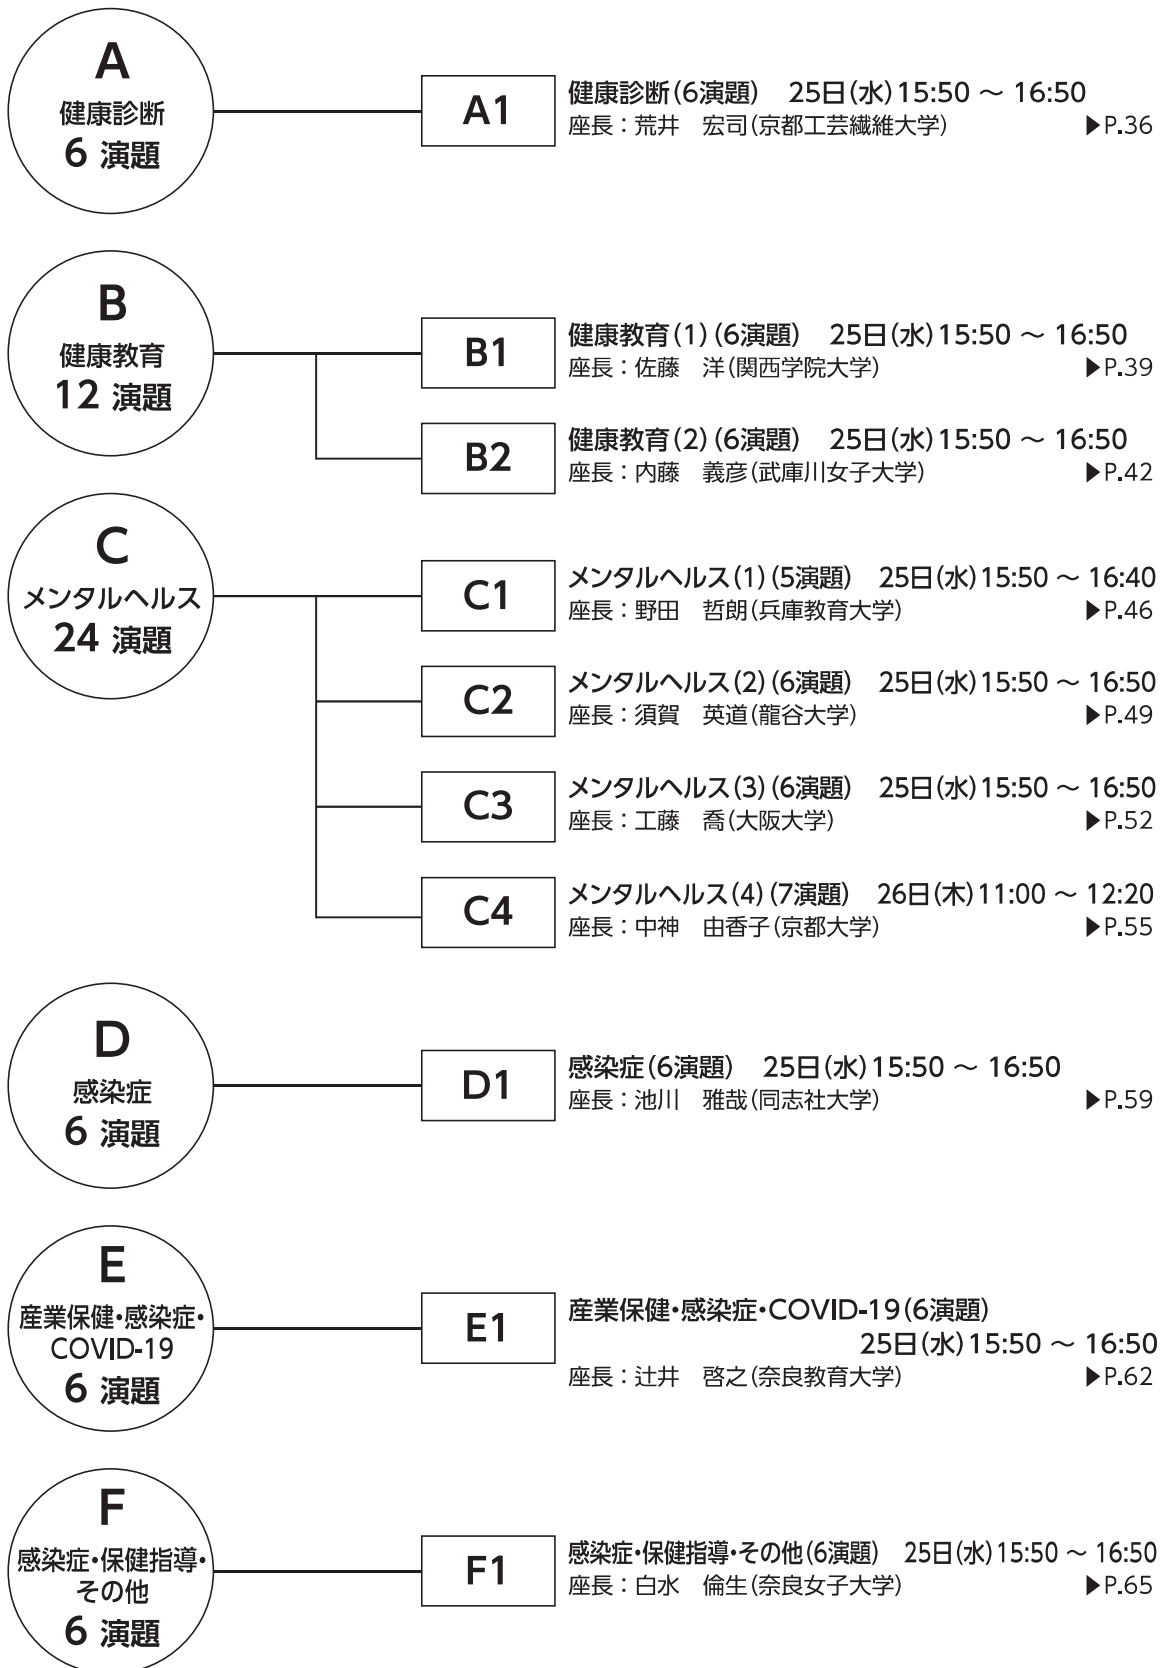 A
健康診断
6 演題
A1
健康診断(6演題)　25日(水)15:50 ～ 16:50
座長：荒井　宏司(京都工芸繊維大学)　▶P.36
B
健康教育
12 演題
B1
健康教育(1)(6演題)　25日(水)15:50 ～ 16:50
座長：佐藤　洋(関西学院大学)　▶P.39
B2
健康教育(2)(6演題)　25日(水)15:50 ～ 16:50
座長：内藤　義彦(武庫川女子大学)　▶P.42
C
メンタルヘルス
24 演題
C1
メンタルヘルス(1)(5演題)　25日(水)15:50 ～ 16:40
座長：野田　哲朗(兵庫教育大学)　▶P.46
C2
メンタルヘルス(2)(6演題)　25日(水)15:50 ～ 16:50
座長：須賀　英道(龍谷大学)　▶P.49
C3
メンタルヘルス(3)(6演題)　25日(水)15:50 ～ 16:50
座長：工藤　喬(大阪大学)　▶P.52
C4
メンタルヘルス(4)(7演題)　26日(木)11:00 ～ 12:20
座長：中神　由香子(京都大学)　▶P.55
D
感染症
6 演題
D1
感染症(6演題)　25日(水)15:50 ～ 16:50
座長：池川　雅哉(同志社大学)　▶P.59
E
産業保健・感染症・
COVID-19
6 演題
E1
産業保健・感染症・COVID-19(6演題)
25日(水)15:50 ～ 16:50
座長：辻井　啓之(奈良教育大学)　▶P.62
F
感染症・保健指導・
その他
6 演題
F1
感染症・保健指導・その他(6演題)　25日(水)15:50 ～ 16:50
座長：白水　倫生(奈良女子大学)　▶P.65